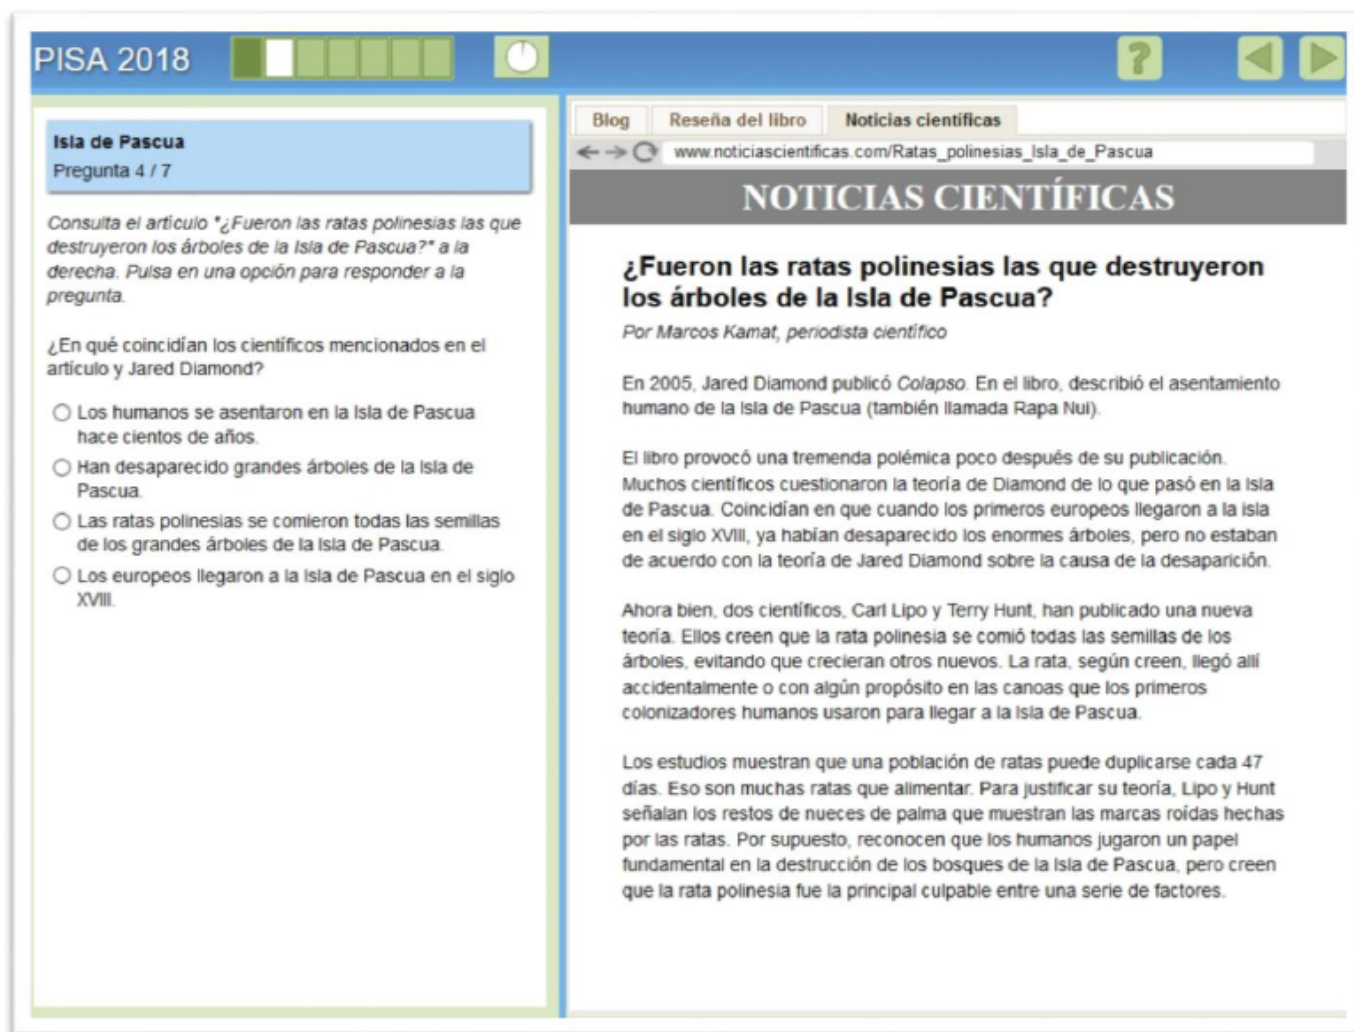 PISA 2018
?
Isla de Pascua
Pregunta 4 / 7
Consulta el artículo "¿Fueron las ratas polinesias las que
destruyeron los árboles de la Isla de Pascua?" a la
derecha. Pulsa en una opción para responder a la
pregunta.
¿En qué coincidían los científicos mencionados en el
artículo y Jared Diamond?
Los humanos se asentaron en la Isla de Pascua
hace cientos de años.
Han desaparecido grandes árboles de la Isla de
Pascua.
Las ratas polinesias se comieron todas las semillas
de los grandes árboles de la Isla de Pascua.
Los europeos llegaron a la Isla de Pascua en el siglo
XVIII.
Blog Reseña del libro Noticias científicas
www.noticiascientificas.com/Ratas_polinesias_Isla_de_Pascua
NOTICIAS CIENTÍFICAS
¿Fueron las ratas polinesias las que destruyeron
los árboles de la Isla de Pascua?
Por Marcos Kamat, periodista científico
En 2005, Jared Diamond publicó Colapso. En el libro, describió el asentamiento
humano de la Isla de Pascua (también llamada Rapa Nui).
El libro provocó una tremenda polémica poco después de su publicación.
Muchos científicos cuestionaron la teoría de Diamond de lo que pasó en la Isla
de Pascua. Coincidían en que cuando los primeros europeos llegaron a la isla
en el siglo XVIII, ya habían desaparecido los enormes árboles, pero no estaban
de acuerdo con la teoría de Jared Diamond sobre la causa de la desaparición.
Ahora bien, dos científicos, Carl Lipo y Terry Hunt, han publicado una nueva
teoría. Ellos creen que la rata polinesia se comió todas las semillas de los
árboles, evitando que crecieran otros nuevos. La rata, según creen, llegó allí
accidentalmente o con algún propósito en las canoas que los primeros
colonizadores humanos usaron para llegar a la Isla de Pascua.
Los estudios muestran que una población de ratas puede duplicarse cada 47
días. Eso son muchas ratas que alimentar. Para justificar su teoría, Lipo y Hunt
señalan los restos de nueces de palma que muestran las marcas roídas hechas
por las ratas. Por supuesto, reconocen que los humanos jugaron un papel
fundamental en la destrucción de los bosques de la Isla de Pascua, pero creen
que la rata polinesia fue la principal culpable entre una serie de factores.